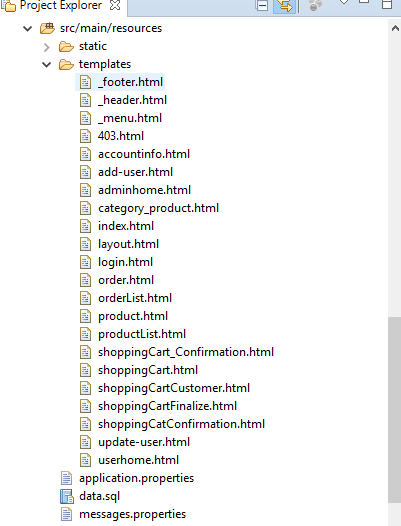 Project Explorer
src/main/resources
static
templates
_footer.html
_header.html
_menu.html
403.html
accountinfo.html
add-user.html
adminhome.html
category_product.html
index.html
layout.html
login.html
order.html
orderList.html
product.html
productList.html
shoppingCart_Confirmation.html
shoppingCart.html
shoppingCartCustomer.html
shoppingCartFinalize.html
shoppingCatConfirmation.html
update-user.html
userhome.html
application.properties
data.sql
messages.properties